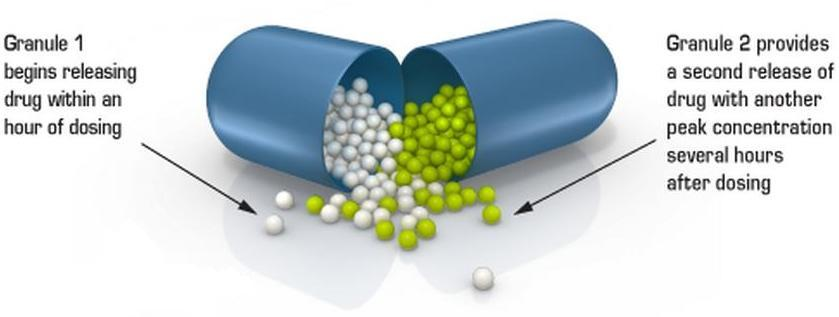 Granule 1
begins releasing
drug within an
hour of dosing
Granule 2 provides
a second release of
drug with another
peak concentration
several hours
after dosing